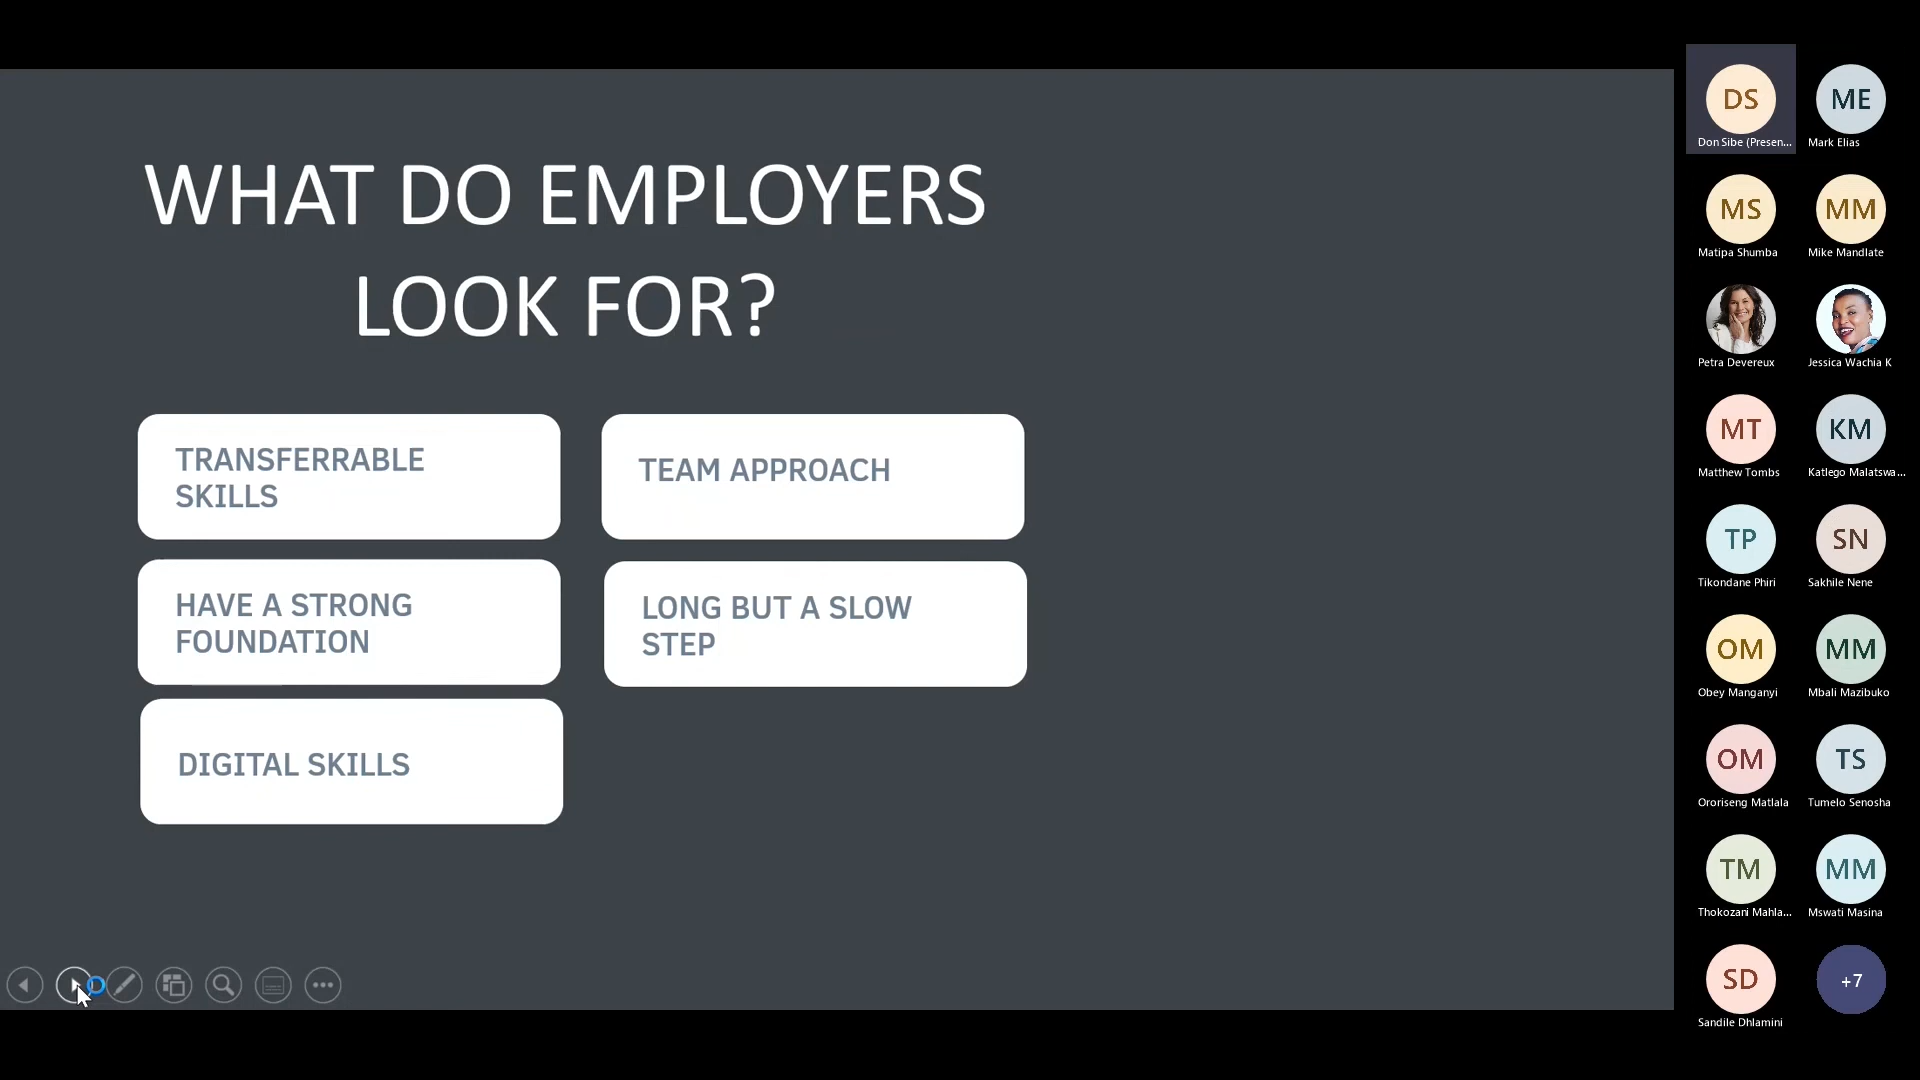 WHAT DO EMPLOYERS
LOOK FOR?
TRANSFERRABLE
SKILLS
TEAM APPROACH
HAVE A STRONG
FOUNDATION
LONG BUT A SLOW
STEP
DIGITAL SKILLS
DS
Don Sibe (Presen...
ME
Mark Elias
MS
Matipa Shumba
MM
Mike Mandlate
Petra Devereux
Jessica Wachia K
MT
Matthew Tombs
KM
Katlego Malatswa...
TP
Tikondane Phiri
SN
Sakhile Nene
OM
Obey Manganyi
MM
Mbali Mazibuko
OM
Ororiseng Matlala
TS
Tumelo Senosha
TM
Thokozani Mahla...
MM
Mswati Masina
SD
Sandile Dhlamini
+7